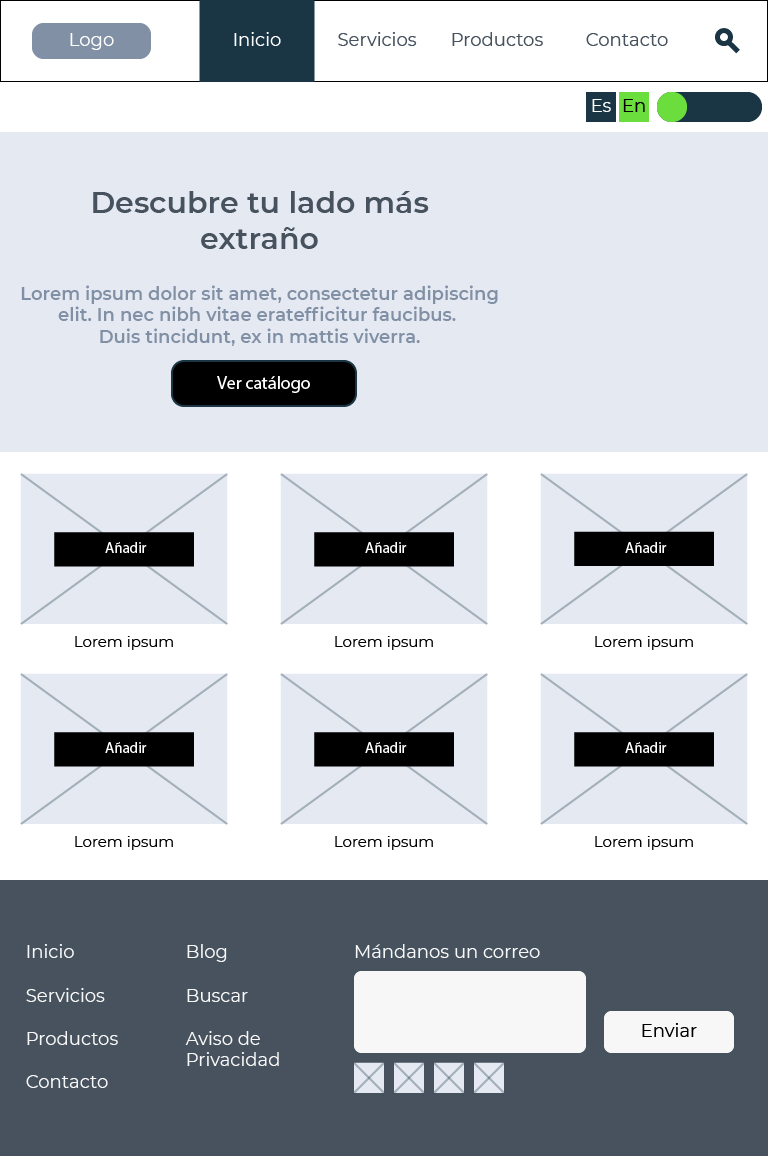 Logo
Inicio
Servicios
Productos
Contacto
Es
En
Descubre tu lado más
extraño
Lorem ipsum dolor sit amet, consectetur adipiscing
elit. In nec nibh vitae eratefficitur faucibus.
Duis tincidunt, ex in mattis viverra.
Ver catálogo
Añadir
Añadir
Añadir
Lorem ipsum
Lorem ipsum
Lorem ipsum
Añadir
Añadir
Añadir
Lorem ipsum
Lorem ipsum
Lorem ipsum
Inicio
Servicios
Productos
Contacto
Blog
Buscar
Aviso de
Privacidad
Mándanos un correo
Enviar